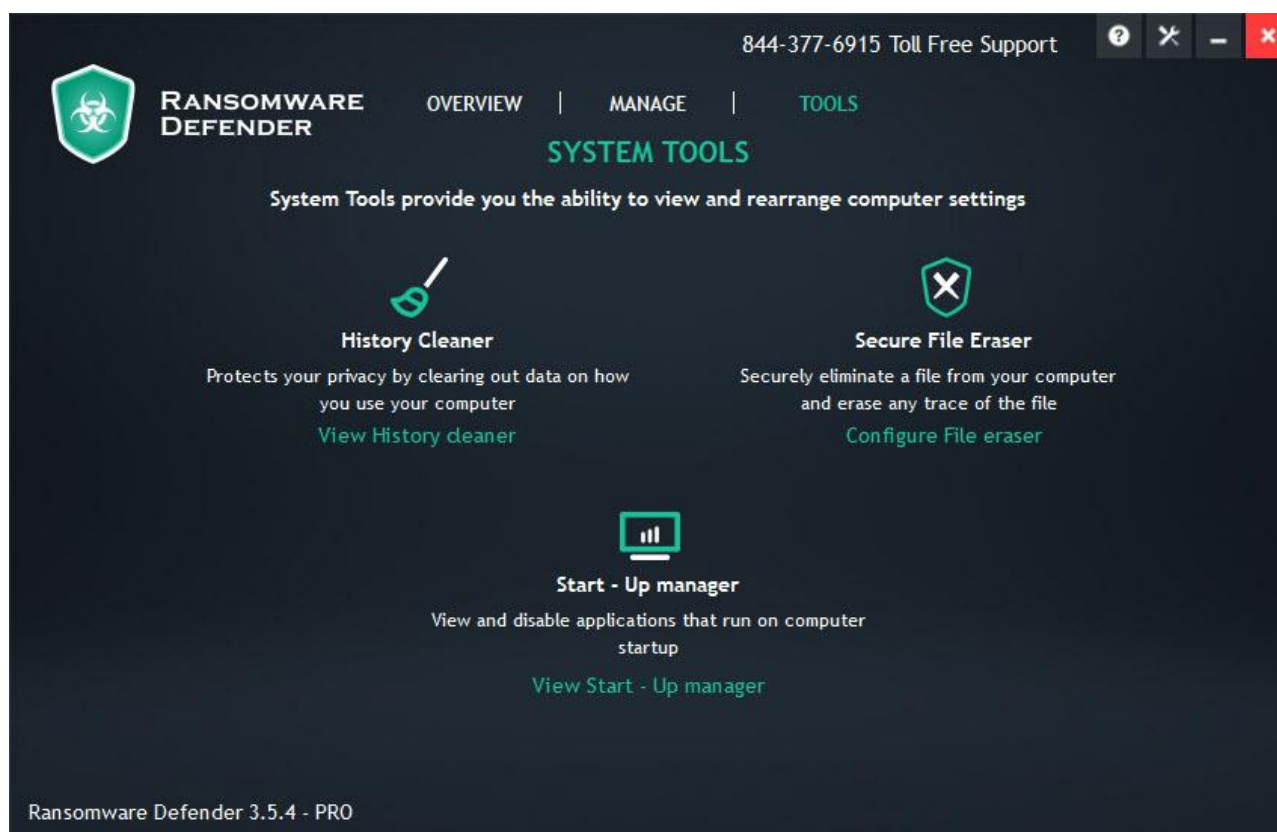 844-377-6915 Toll Free Support
RANSOMWARE
DEFENDER
OVERVIEW | MANAGE | TOOLS
SYSTEM TOOLS
System Tools provide you the ability to view and rearrange computer settings
History Cleaner
Protects your privacy by clearing out data on how
you use your computer
View History cleaner
Secure File Eraser
Securely eliminate a file from your computer
and erase any trace of the file
Configure File eraser
Start - Up manager
View and disable applications that run on computer
startup
View Start - Up manager
Ransomware Defender 3.5.4 - PRO